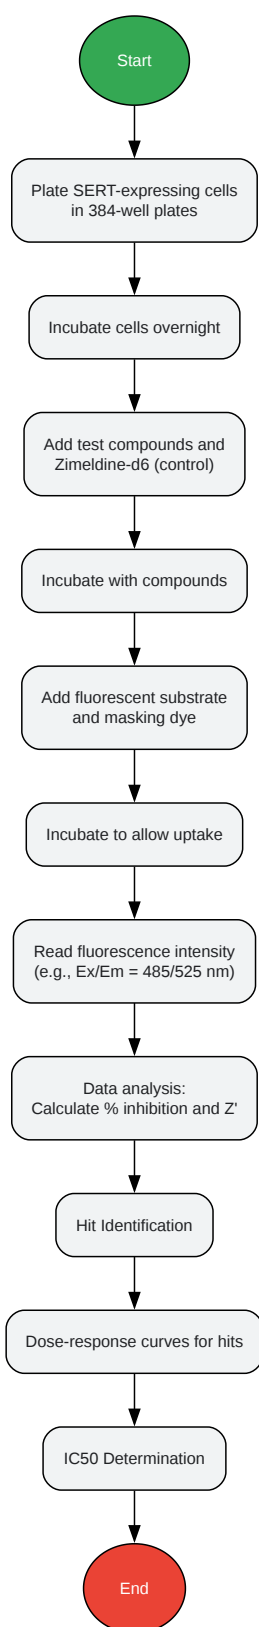 Start
Plate SERT-expressing cells
in 384-well plates
Incubate cells overnight
Add test compounds and
Zimeldine-d6 (control)
Incubate with compounds
Add fluorescent substrate
and masking dye
Incubate to allow uptake
Read fluorescence intensity
(e.g., Ex/Em = 485/525 nm)
Data analysis:
Calculate % inhibition and Z'
Hit Identification
Dose-response curves for hits
IC50 Determination
End